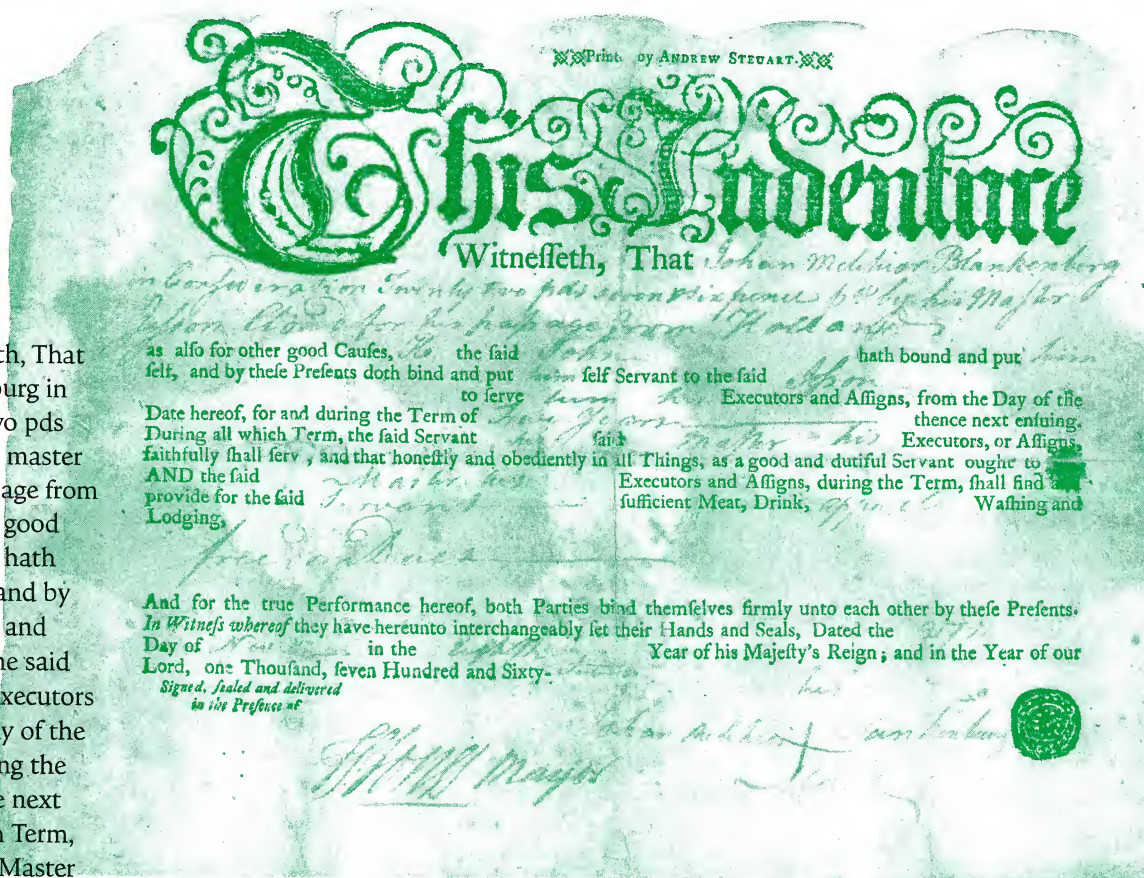 th, That
urg in
vo pds
master
age from
good
hath
and by
and
ne said
xecutors
y of the
ng the
e next
n Term,
Master
Print. by ANDREW STEUART.
This Indenture
Witneſſeth, That Johan Melchior Blankenberg
in Conſideration Twenty two pds seven & sixpence pd by his Maſter
for his paſsage from Holland
as alſo for other good Cauſes, he the ſaid John hath bound and put him
ſelf, and by theſe Preſents doth bind and put him ſelf Servant to the ſaid
to ſerve him his Executors and Aſſigns, from the Day of the
Date hereof, for and during the Term of Years thence next enſuing.
During all which Term, the ſaid Servant his ſaid Maſter his Executors, or Aſſigns,
faithfully ſhall ſerv , and that honeſtly and obediently in all Things, as a good and dutiful Servant ought to
AND the ſaid Maſter his Executors and Aſſigns, during the Term, ſhall find
provide for the ſaid Servant ſufficient Meat, Drink, Waſhing and
Lodging,
And for the true Performance hereof, both Parties bind themſelves firmly unto each other by theſe Preſents.
In Witneſs whereof they have hereunto interchangeably ſet their Hands and Seals, Dated the
Day of in the Year of his Majeſty's Reign; and in the Year of our
Lord, one Thouſand, ſeven Hundred and Sixty-
Signed, ſealed and delivered
in the Preſence of
his
Mayor